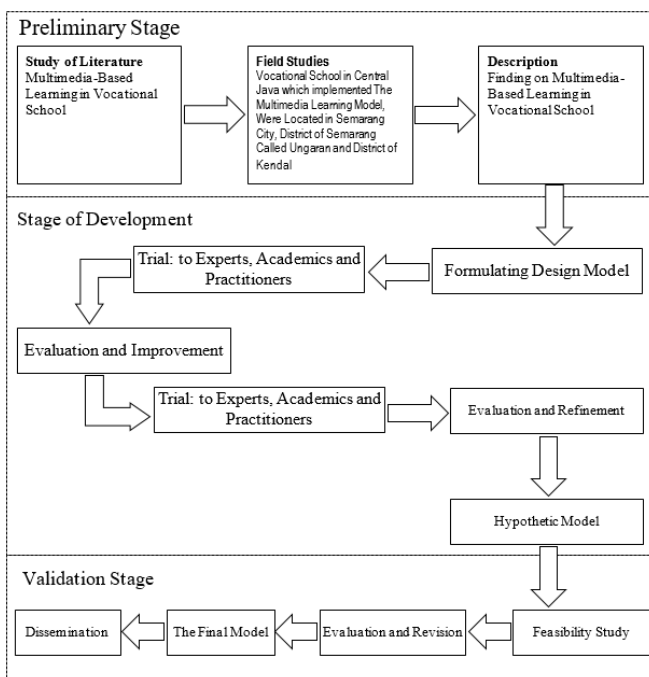 Preliminary Stage
Study of Literature
Multimedia-Based
Learning in Vocational
School
Field Studies
Vocational School in Central
Java which implemented The
Multimedia Learning Model,
Were Located in Semarang
City, District of Semarang
Called Ungaran and District of
Kendal
Description
Finding on Multimedia-
Based Learning in
Vocational School
Stage of Development
Formulating Design Model
Trial: to Experts, Academics and
Practitioners
Evaluation and Improvement
Trial: to Experts, Academics and
Practitioners
Evaluation and Refinement
Hypothetic Model
Validation Stage
Feasibility Study
Evaluation and Revision
The Final Model
Dissemination